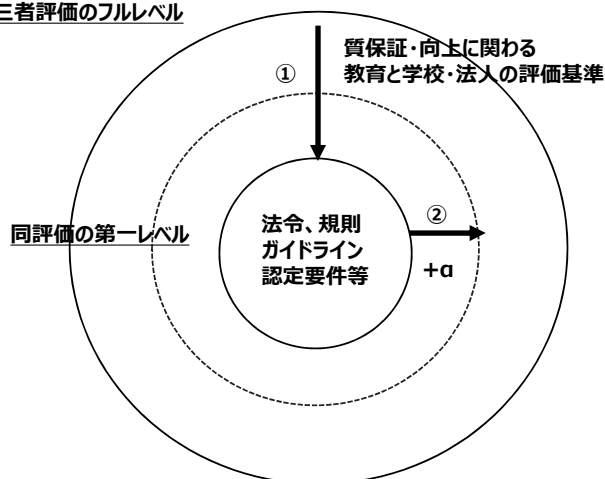 三者評価のフルレベル
質保証・向上に関わる
教育と学校・法人の評価基準
①
同評価の第一レベル
法令、規則
ガイドライン
認定要件等
②
+α